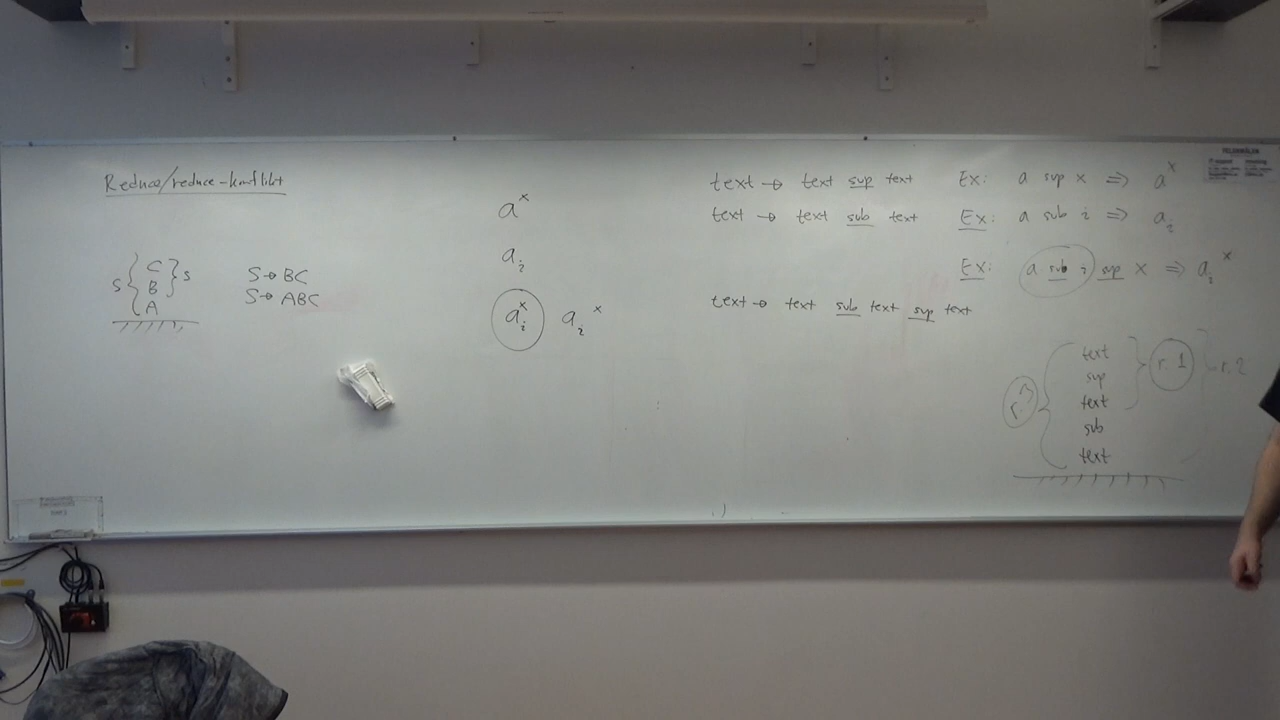 Reduce/reduce-konflikt
S { C } S
B
A
S → BC
S → ABC
a^x
a_i
a_i^x a_i ^x
text → text sup text Ex: a sup x ⇒ a^x
text → text sub text Ex: a sub i ⇒ a_i
Ex: a sub i sup x ⇒ a_i ^x
text → text sub text sup text
text
sup
text
sub
text
r. 1
r. 2
r. 3